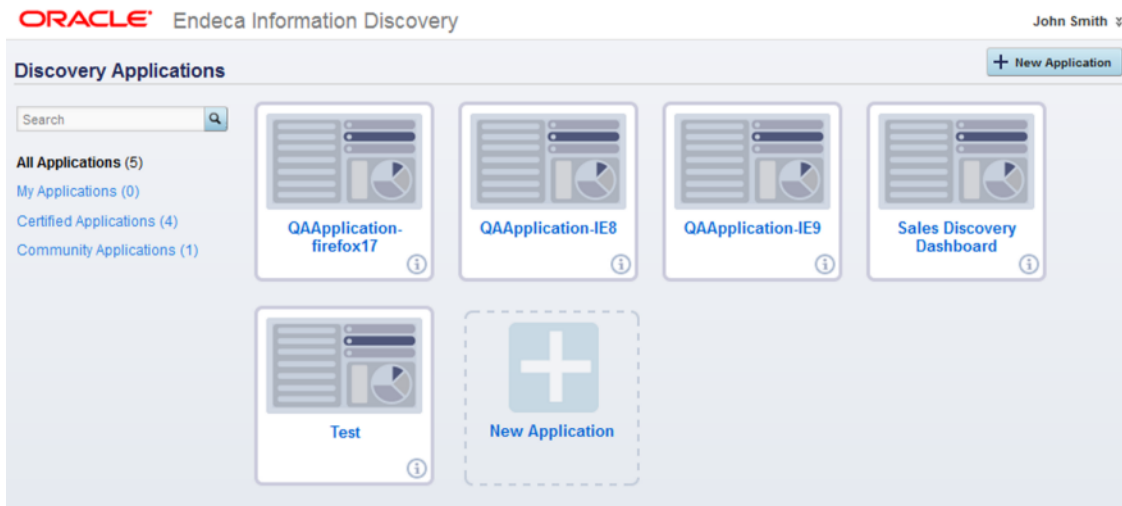 ORACLE Endeca Information Discovery
John Smith
Discovery Applications
New Application
Search
All Applications (5)
My Applications (0)
Certified Applications (4)
Community Applications (1)
QAApplication-
firefox17
QAApplication-IE8
QAApplication-IE9
Sales Discovery
Dashboard
Test
New Application